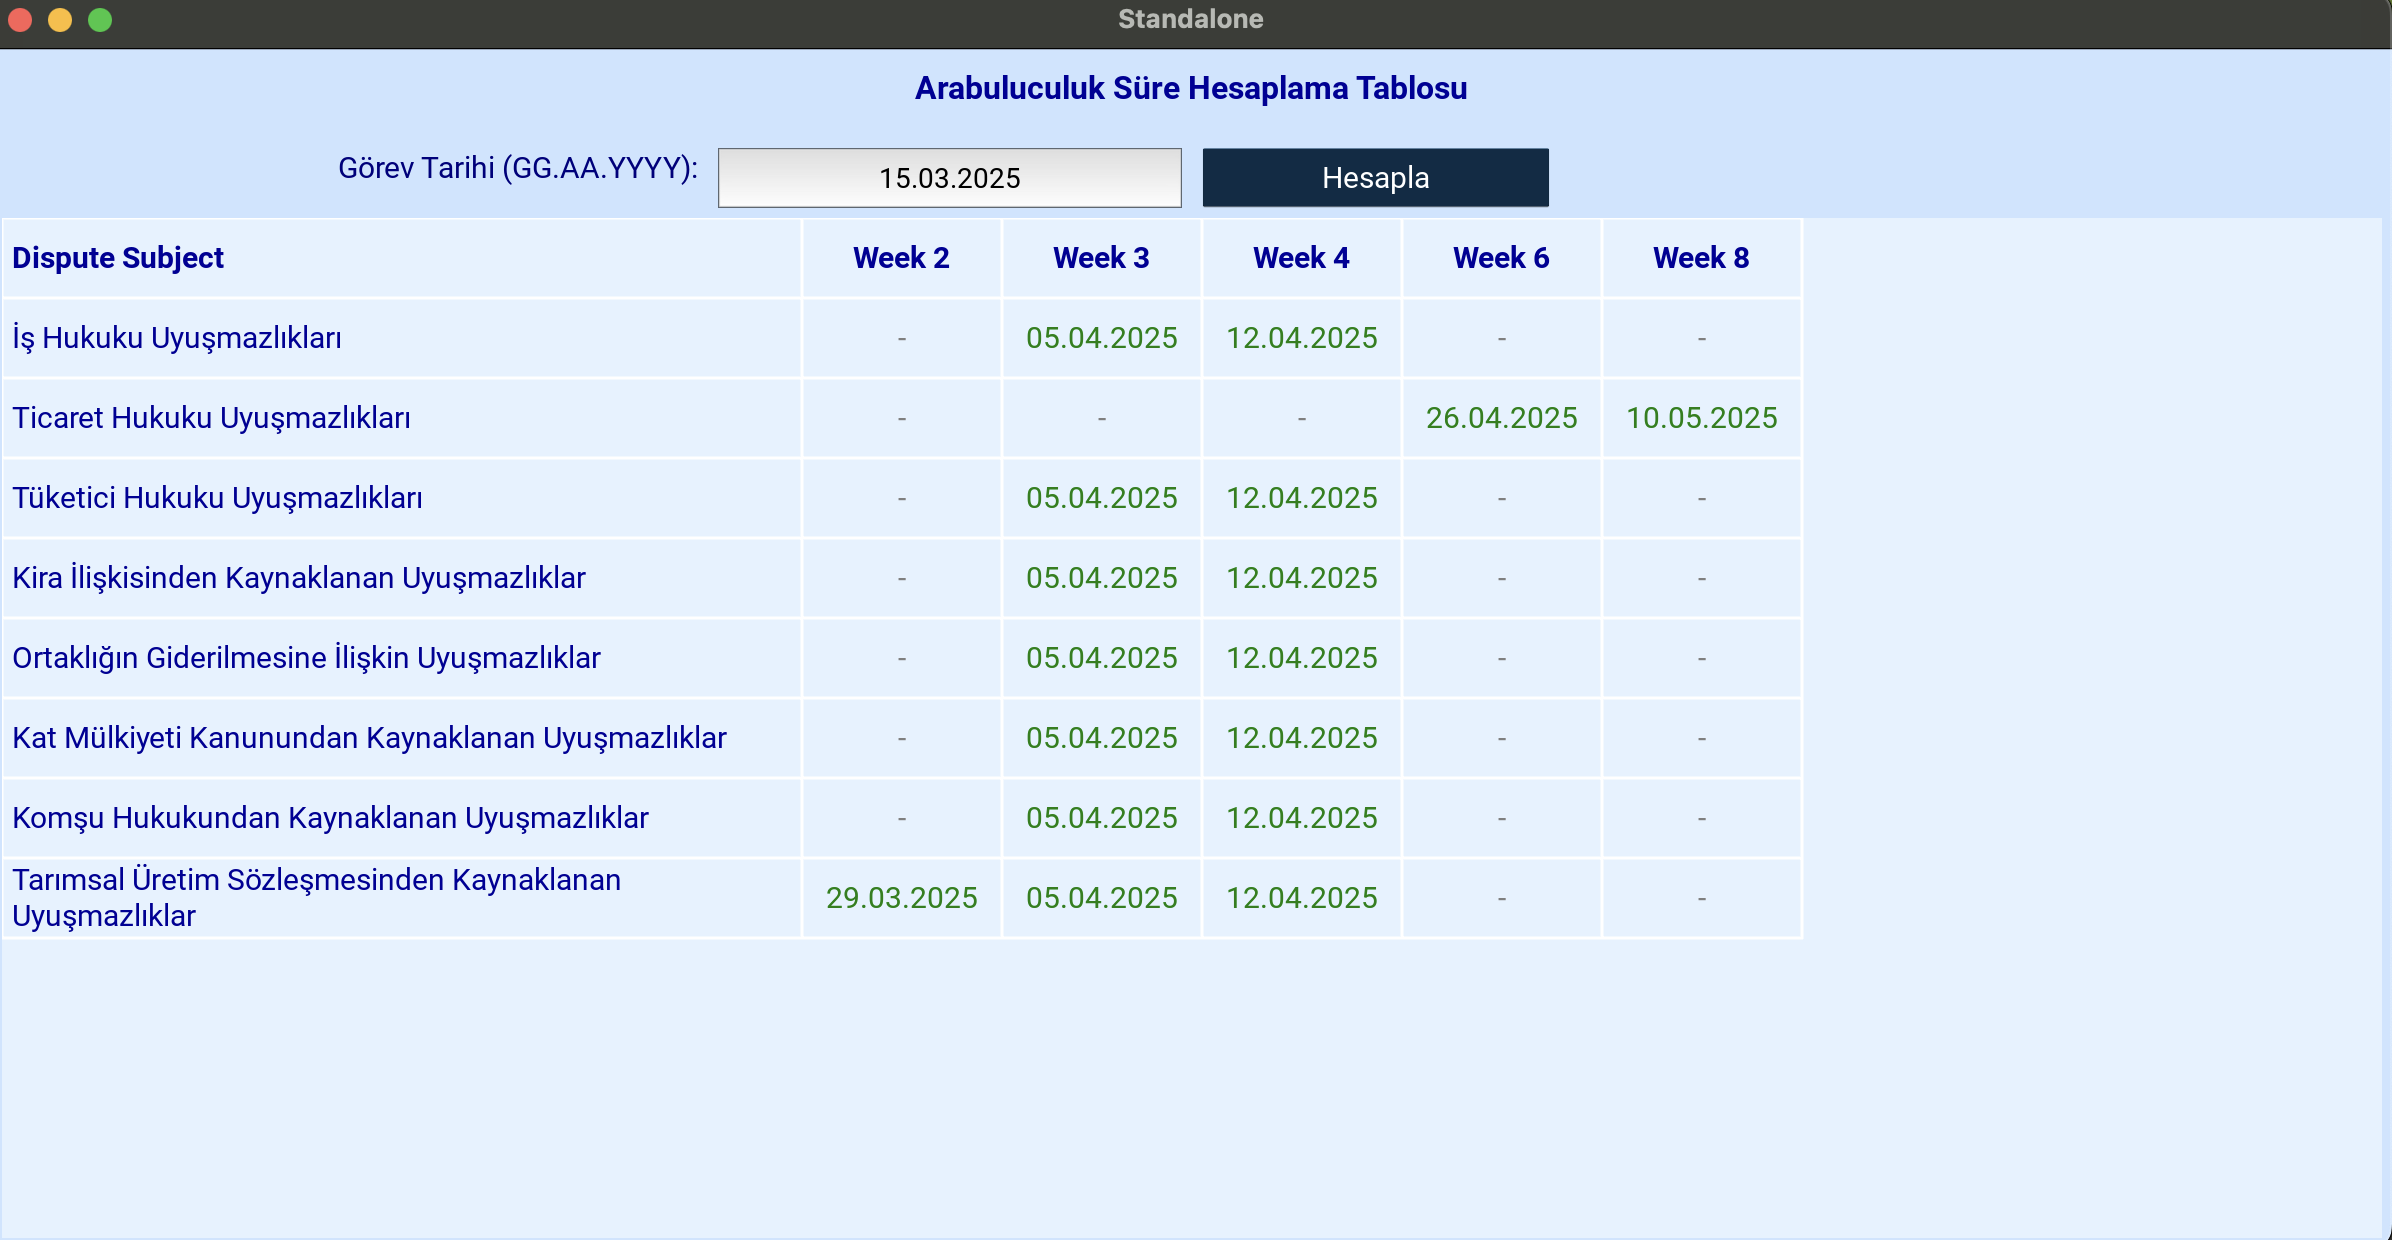 Standalone
Arabuluculuk Süre Hesaplama Tablosu
Görev Tarihi (GG.AA.YYYY): 15.03.2025 Hesapla
Dispute Subject Week 2 Week 3 Week 4 Week 6 Week 8
İş Hukuku Uyuşmazlıkları - 05.04.2025 12.04.2025 - -
Ticaret Hukuku Uyuşmazlıkları - - - 26.04.2025 10.05.2025
Tüketici Hukuku Uyuşmazlıkları - 05.04.2025 12.04.2025 - -
Kira İlişkisinden Kaynaklanan Uyuşmazlıklar - 05.04.2025 12.04.2025 - -
Ortaklığın Giderilmesine İlişkin Uyuşmazlıklar - 05.04.2025 12.04.2025 - -
Kat Mülkiyeti Kanunundan Kaynaklanan Uyuşmazlıklar - 05.04.2025 12.04.2025 - -
Komşu Hukukundan Kaynaklanan Uyuşmazlıklar - 05.04.2025 12.04.2025 - -
Tarımsal Üretim Sözleşmesinden Kaynaklanan
Uyuşmazlıklar 29.03.2025 05.04.2025 12.04.2025 - -